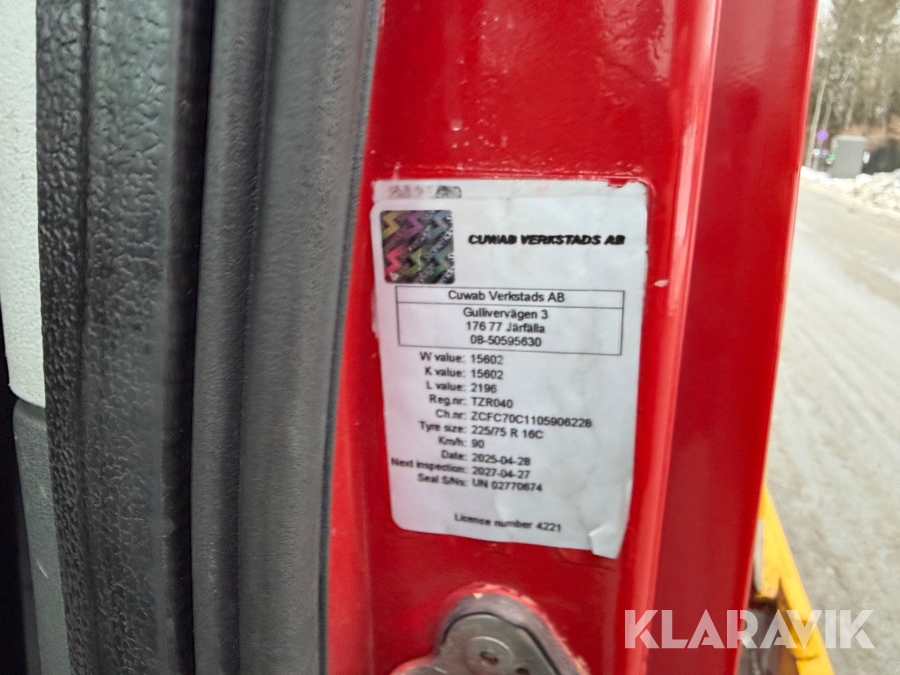 CUWAB VERKSTADS AB
Cuwab Verkstads AB
Gullivervägen 3
176 77 Järfälla
08-50595630
W value: 15602
K value: 15602
L value: 2196
Reg.nr: TZR040
Ch.nr: ZCFC70C1105906228
Tyre size: 225/75 R 16C
Km/h: 90
Date: 2025-04-28
Next inspection: 2027-04-27
Seal S/Ns: UN 02770674
License number 4221
KLARAVIK